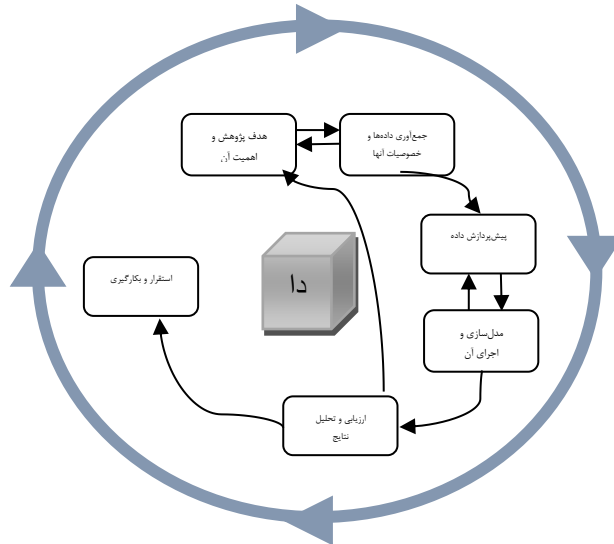 هدف پژوهش و
اهمیت آن
جمع‌آوری داده‌ها و
خصوصیات آنها
پیش‌پردازش داده
استقرار و بکارگیری
دا
مدل‌سازی و
اجرای آن
ارزیابی و تحلیل
نتایج